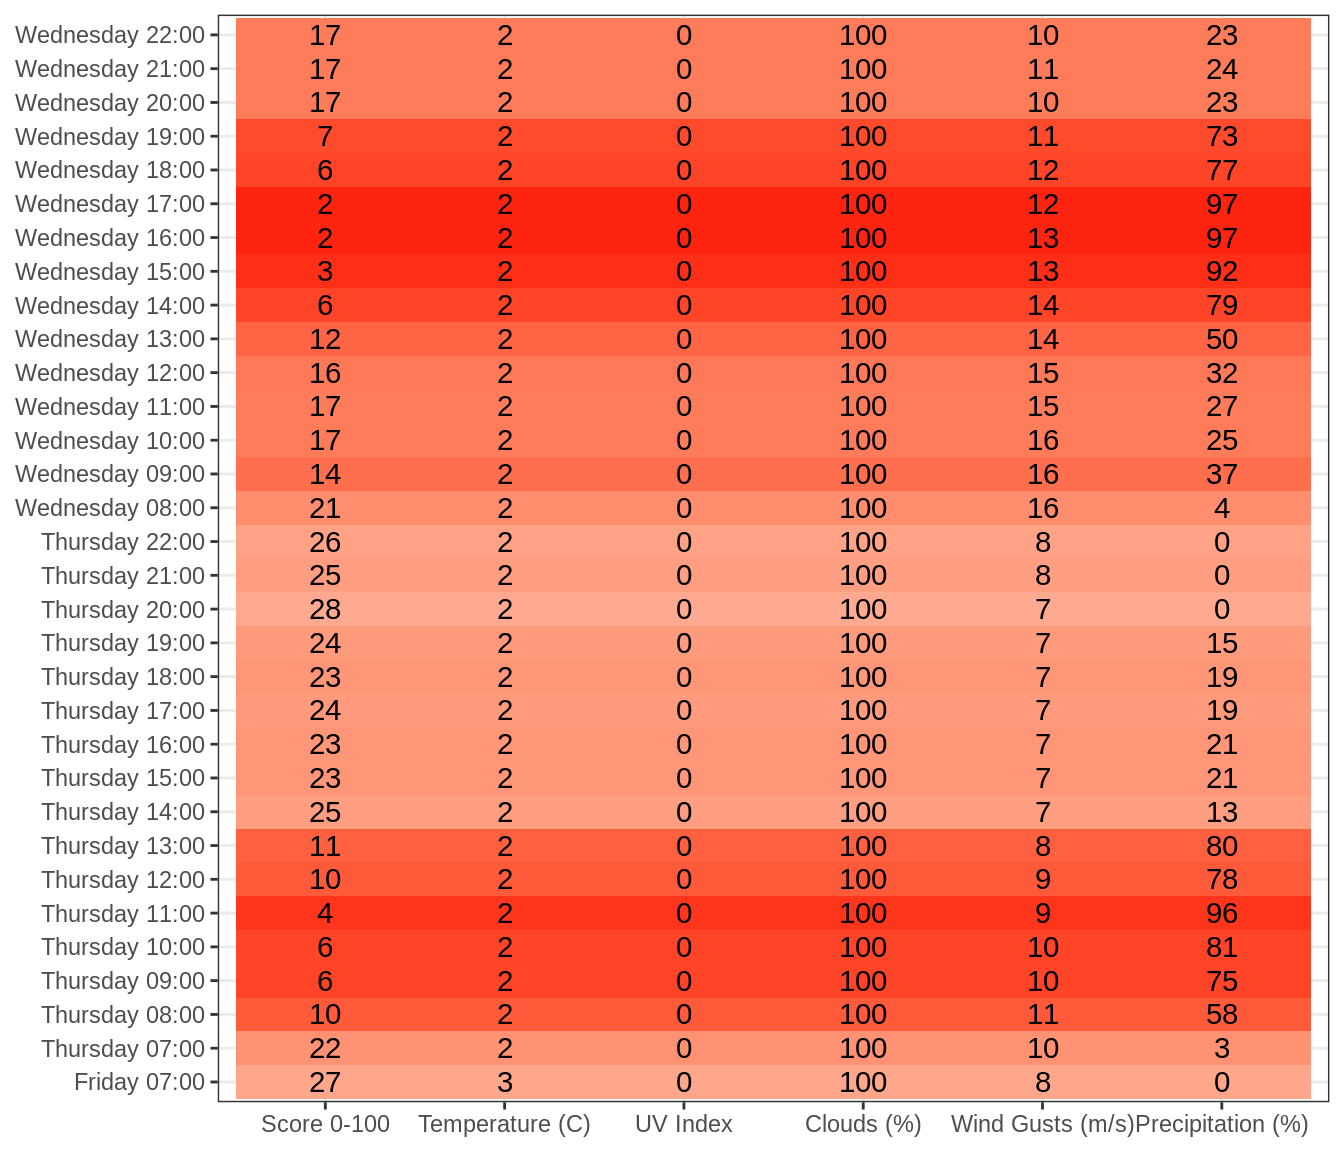 Wednesday 22:00 17 2 0 100 10 23
Wednesday 21:00 17 2 0 100 11 24
Wednesday 20:00 17 2 0 100 10 23
Wednesday 19:00 7 2 0 100 11 73
Wednesday 18:00 6 2 0 100 12 77
Wednesday 17:00 2 2 0 100 12 97
Wednesday 16:00 2 2 0 100 13 97
Wednesday 15:00 3 2 0 100 13 92
Wednesday 14:00 6 2 0 100 14 79
Wednesday 13:00 12 2 0 100 14 50
Wednesday 12:00 16 2 0 100 15 32
Wednesday 11:00 17 2 0 100 15 27
Wednesday 10:00 17 2 0 100 16 25
Wednesday 09:00 14 2 0 100 16 37
Wednesday 08:00 21 2 0 100 16 4
Thursday 22:00 26 2 0 100 8 0
Thursday 21:00 25 2 0 100 8 0
Thursday 20:00 28 2 0 100 7 0
Thursday 19:00 24 2 0 100 7 15
Thursday 18:00 23 2 0 100 7 19
Thursday 17:00 24 2 0 100 7 19
Thursday 16:00 23 2 0 100 7 21
Thursday 15:00 23 2 0 100 7 21
Thursday 14:00 25 2 0 100 7 13
Thursday 13:00 11 2 0 100 8 80
Thursday 12:00 10 2 0 100 9 78
Thursday 11:00 4 2 0 100 9 96
Thursday 10:00 6 2 0 100 10 81
Thursday 09:00 6 2 0 100 10 75
Thursday 08:00 10 2 0 100 11 58
Thursday 07:00 22 2 0 100 10 3
Friday 07:00 27 3 0 100 8 0
Score 0-100 Temperature (C) UV Index Clouds (%) Wind Gusts (m/s) Precipitation (%)